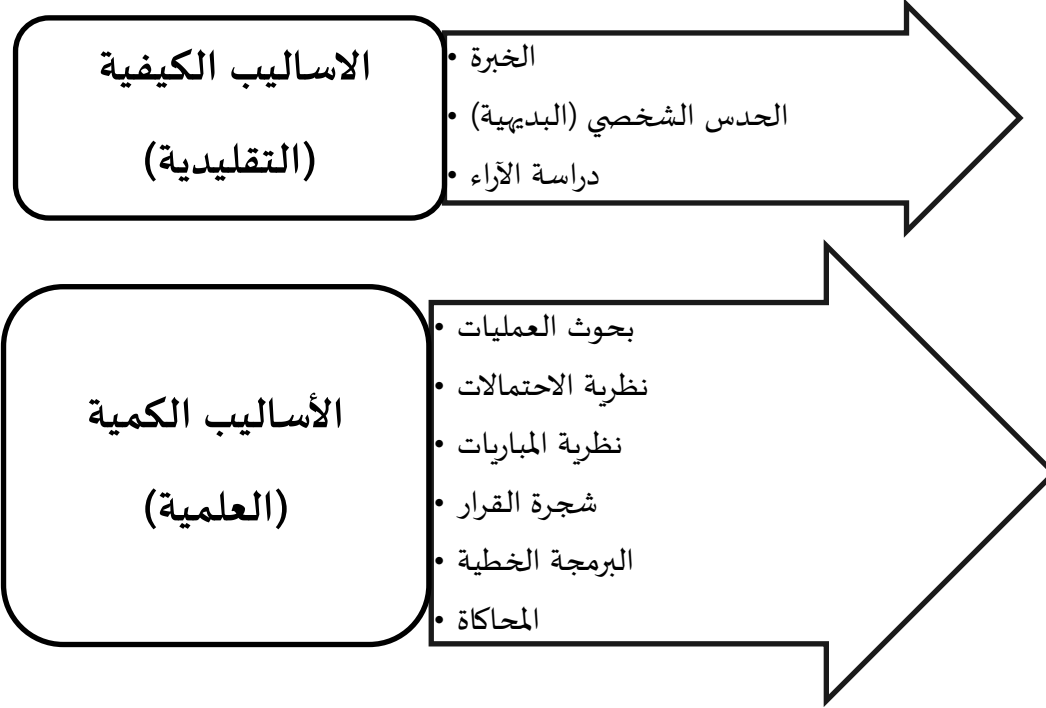 الاساليب الكيفية
(التقليدية)
• الخبرة
• الحدس الشخصي (البديهية)
• دراسة الآراء
الأساليب الكمية
(العلمية)
• بحوث العمليات
• نظرية الاحتمالات
• نظرية المباريات
• شجرة القرار
• البرمجة الخطية
• المحاكاة